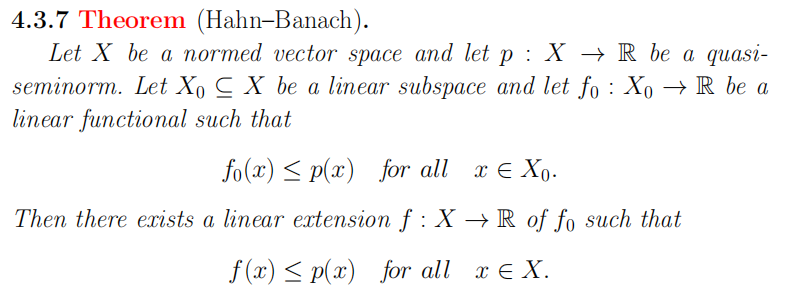 4.3.7 Theorem (Hahn–Banach).
Let X be a normed vector space and let p : X → ℝ be a quasi-
seminorm. Let X₀ ⊆ X be a linear subspace and let f₀ : X₀ → ℝ be a
linear functional such that
f₀(x) ≤ p(x) for all x ∈ X₀.
Then there exists a linear extension f : X → ℝ of f₀ such that
f(x) ≤ p(x) for all x ∈ X.